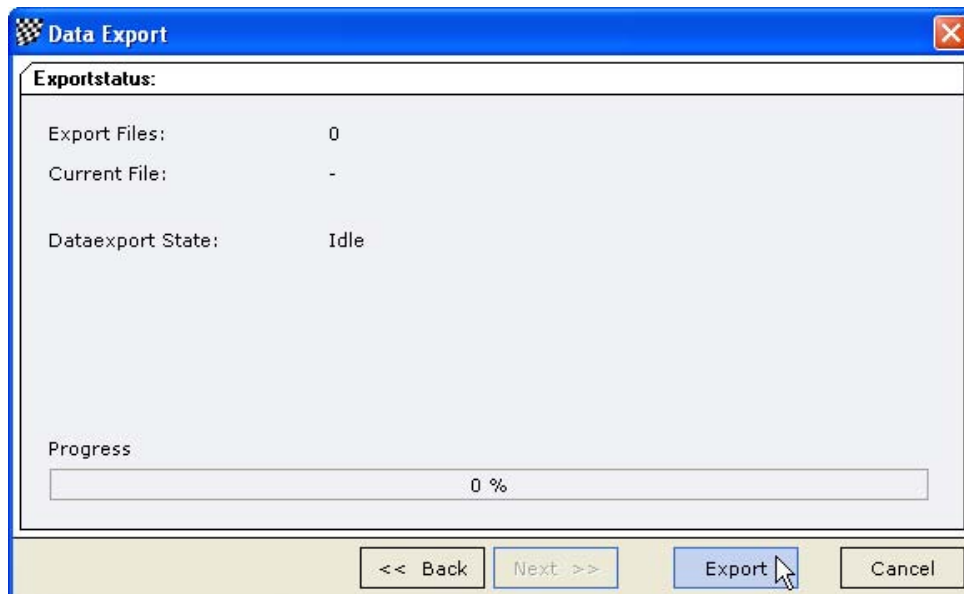 Data Export
Exportstatus:
Export Files: 0
Current File: -
Dataexport State: Idle
Progress
0 %
<< Back Next >> Export Cancel